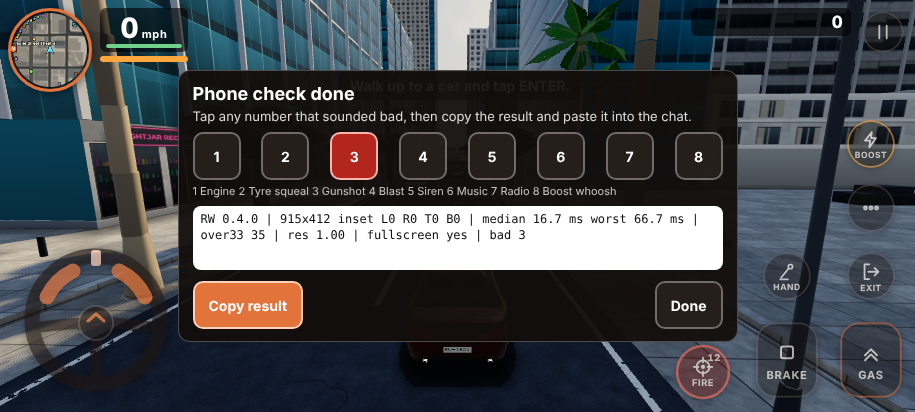 0 mph
0
Walk up to a car and tap ENTER.
Phone check done
Tap any number that sounded bad, then copy the result and paste it into the chat.
1 2 3 4 5 6 7 8
1 Engine 2 Tyre squeal 3 Gunshot 4 Blast 5 Siren 6 Music 7 Radio 8 Boost whoosh
RW 0.4.0 | 915x412 inset L0 R0 T0 B0 | median 16.7 ms worst 66.7 ms |
over33 35 | res 1.00 | fullscreen yes | bad 3
Copy result
Done
BOOST
HAND
EXIT
12
FIRE
BRAKE
GAS